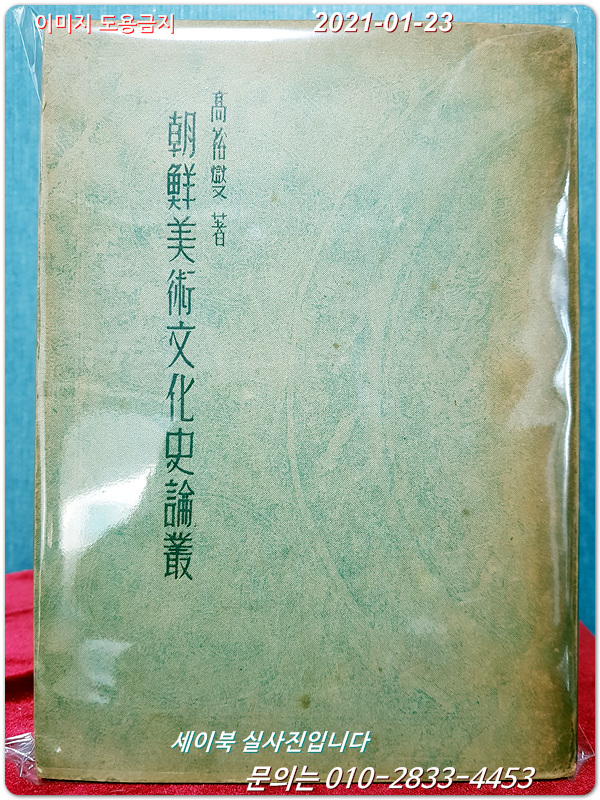 이미지 도용금지
2021-01-23
高裕燮 著
朝鮮美術文化史論叢
세이북 실사진입니다
문의는 010-2833-4453